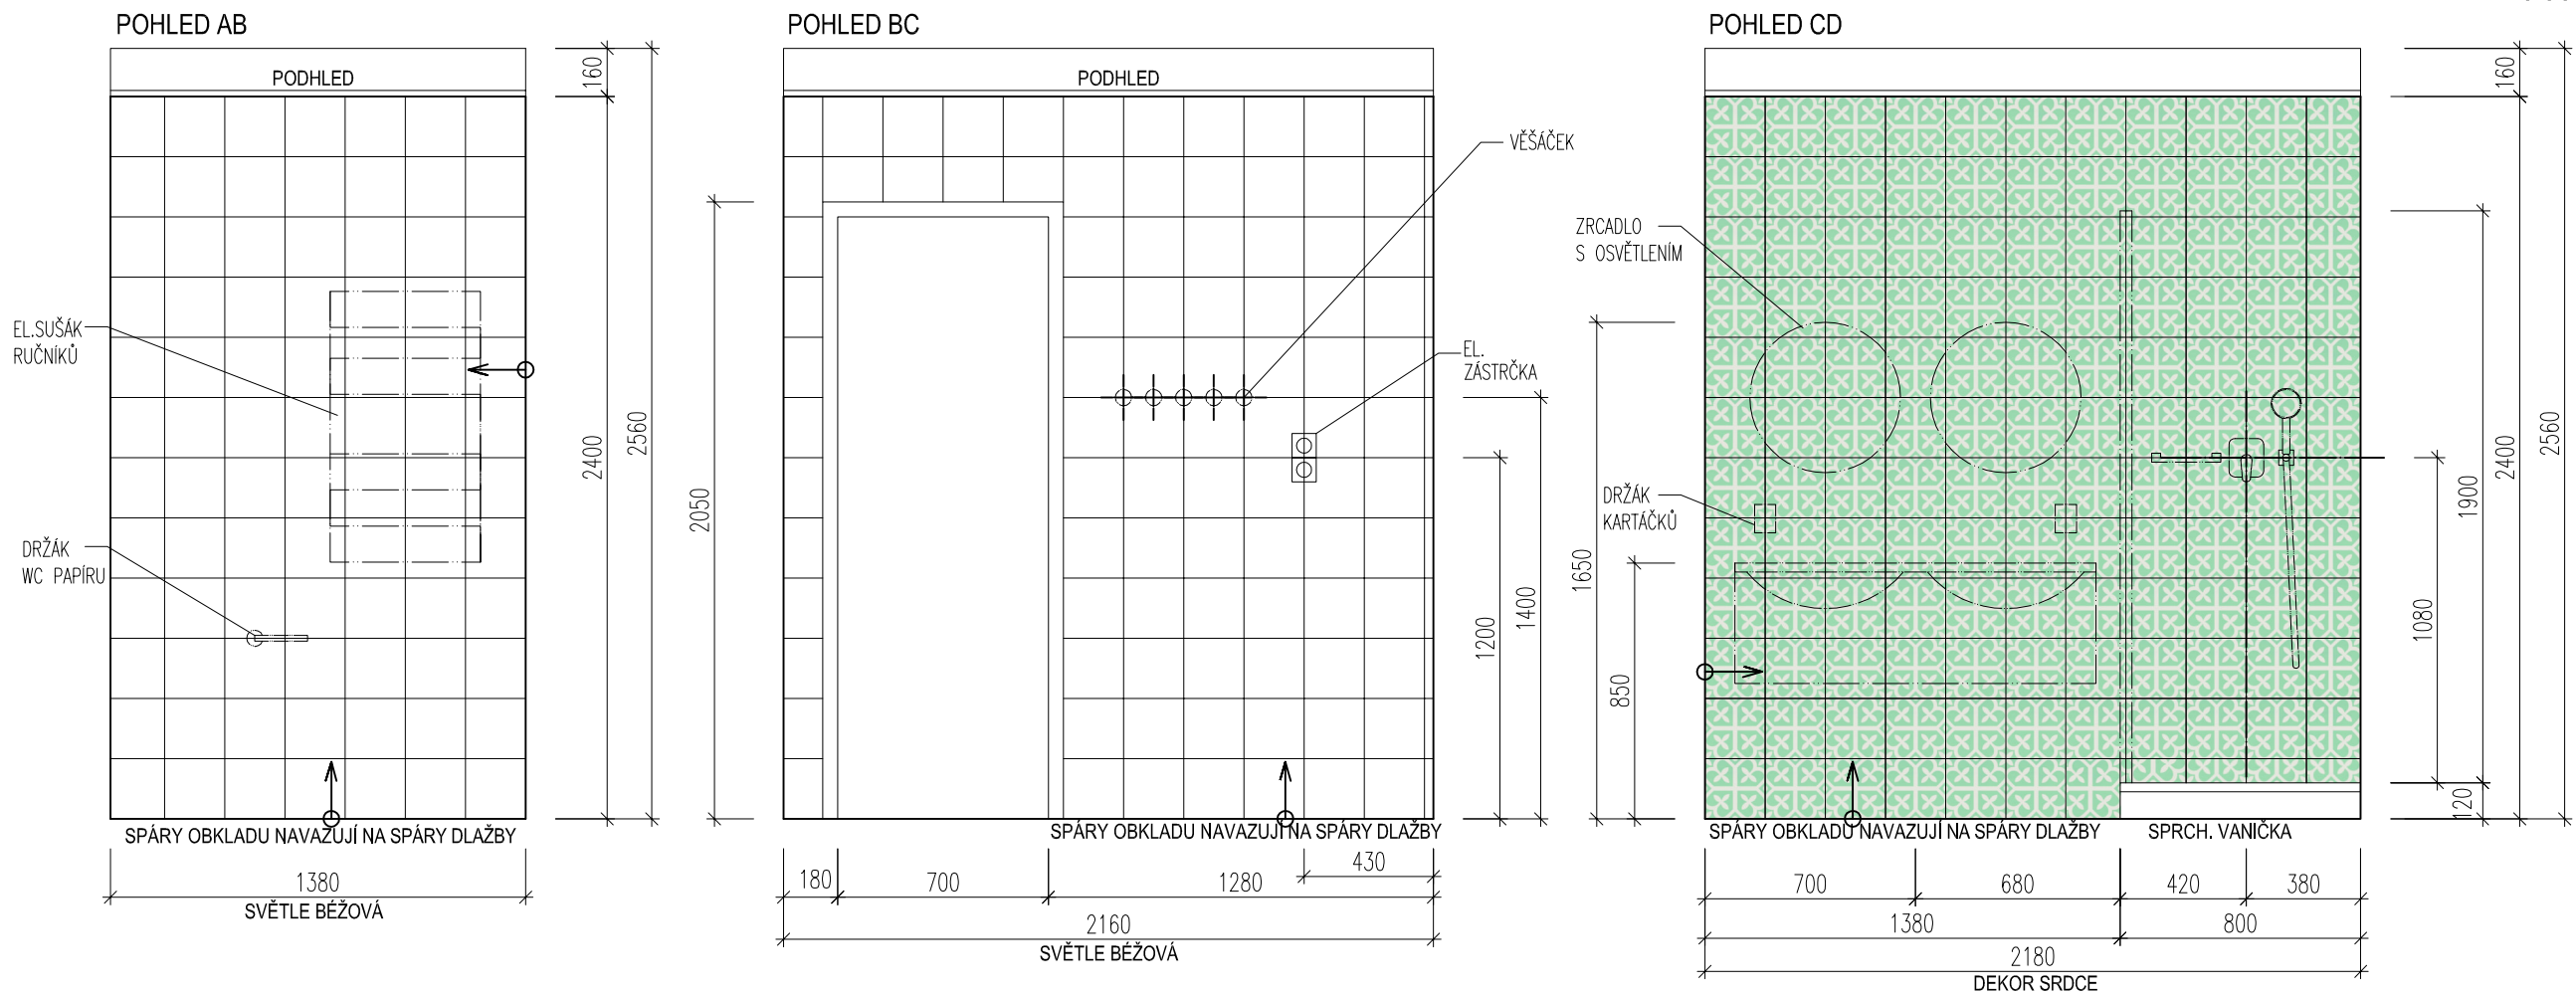 POHLED AB
PODHLED
160
2400
2560
EL.SUŠÁK
RUČNÍKŮ
DRŽÁK
WC PAPÍRU
SPÁRY OBKLADU NAVAZUJÍ NA SPÁRY DLAŽBY
1380
SVĚTLE BÉŽOVÁ
POHLED BC
PODHLED
VĚŠÁČEK
EL.
ZÁSTRČKA
2050
1200
1400
SPÁRY OBKLADU NAVAZUJÍ NA SPÁRY DLAŽBY
430
180
700
1280
2160
SVĚTLE BÉŽOVÁ
POHLED CD
ZRCADLO
S OSVĚTLENÍM
DRŽÁK
KARTÁČKŮ
1650
850
160
2400
2560
1900
1080
120
SPÁRY OBKLADU NAVAZUJÍ NA SPÁRY DLAŽBY
SPRCH. VANIČKA
700
680
420
380
1380
800
2180
DEKOR SRDCE